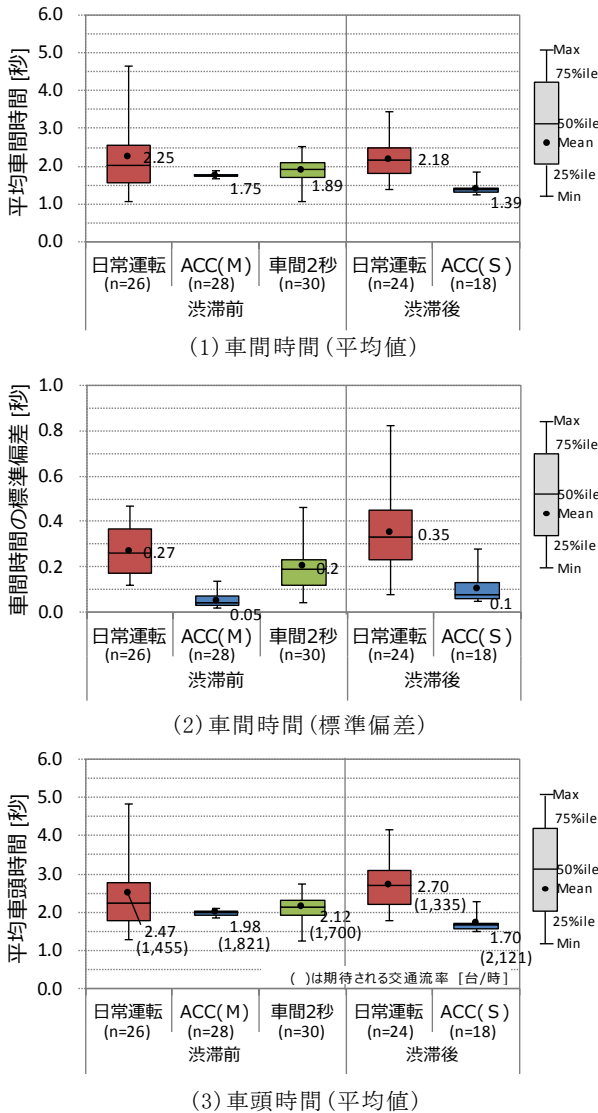 平均車間時間 [秒]
6.0
5.0
4.0
3.0
2.0
1.0
0.0
2.25
1.75
1.89
2.18
1.39
Max
75%ile
50%ile
Mean
25%ile
Min
日常運転 ACC(M) 車間2秒 日常運転 ACC(S)
(n=26) (n=28) (n=30) (n=24) (n=18)
渋滞前 渋滞後
(1)車間時間(平均値)
車間時間の標準偏差 [秒]
1.0
0.8
0.6
0.4
0.2
0.0
0.27
0.05
0.2
0.35
0.1
Max
75%ile
50%ile
Mean
25%ile
Min
日常運転 ACC(M) 車間2秒 日常運転 ACC(S)
(n=26) (n=28) (n=30) (n=24) (n=18)
渋滞前 渋滞後
(2)車間時間(標準偏差)
平均車頭時間 [秒]
6.0
5.0
4.0
3.0
2.0
1.0
0.0
2.47
(1,455)
1.98
(1,821)
2.12
(1,700)
2.70
(1,335)
1.70
(2,121)
( )は期待される交通流率 [台/時]
Max
75%ile
50%ile
Mean
25%ile
Min
日常運転 ACC(M) 車間2秒 日常運転 ACC(S)
(n=26) (n=28) (n=30) (n=24) (n=18)
渋滞前 渋滞後
(3)車頭時間(平均値)